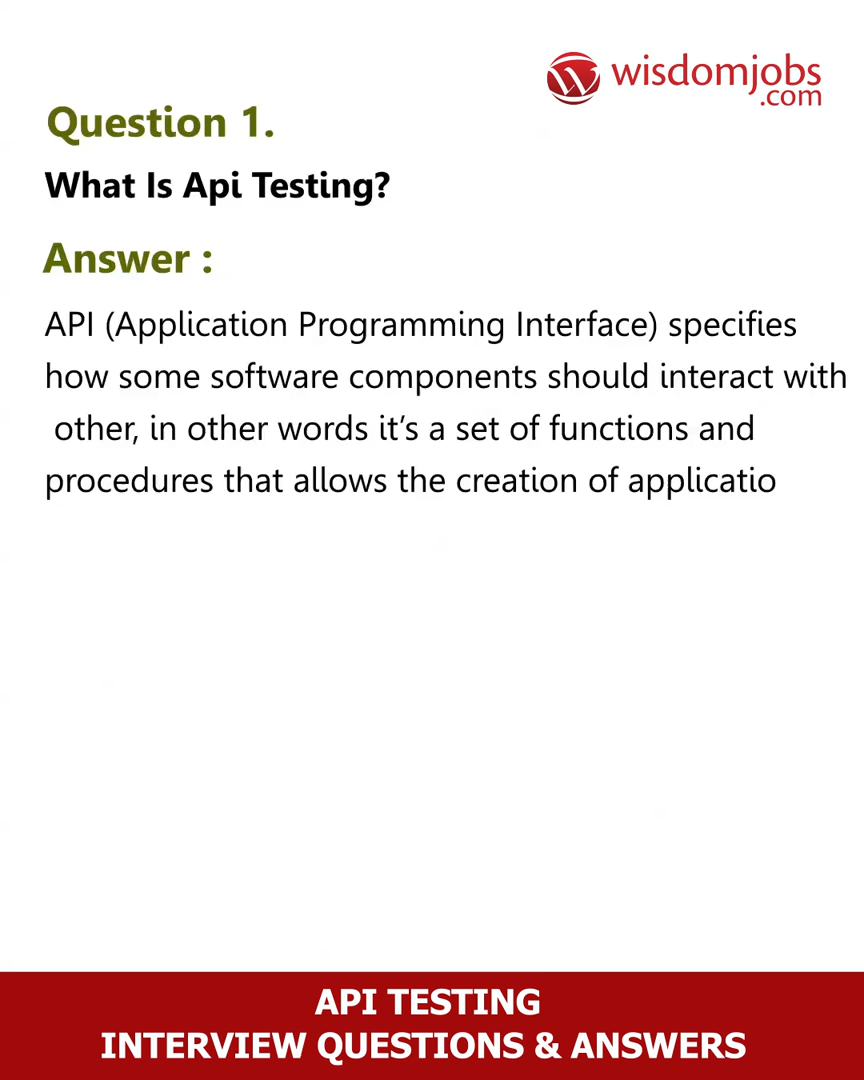 wisdomjobs
.com
Question 1.
What Is Api Testing?
Answer :
API (Application Programming Interface) specifies
how some software components should interact with
other, in other words it’s a set of functions and
procedures that allows the creation of applicatio
API TESTING
INTERVIEW QUESTIONS & ANSWERS